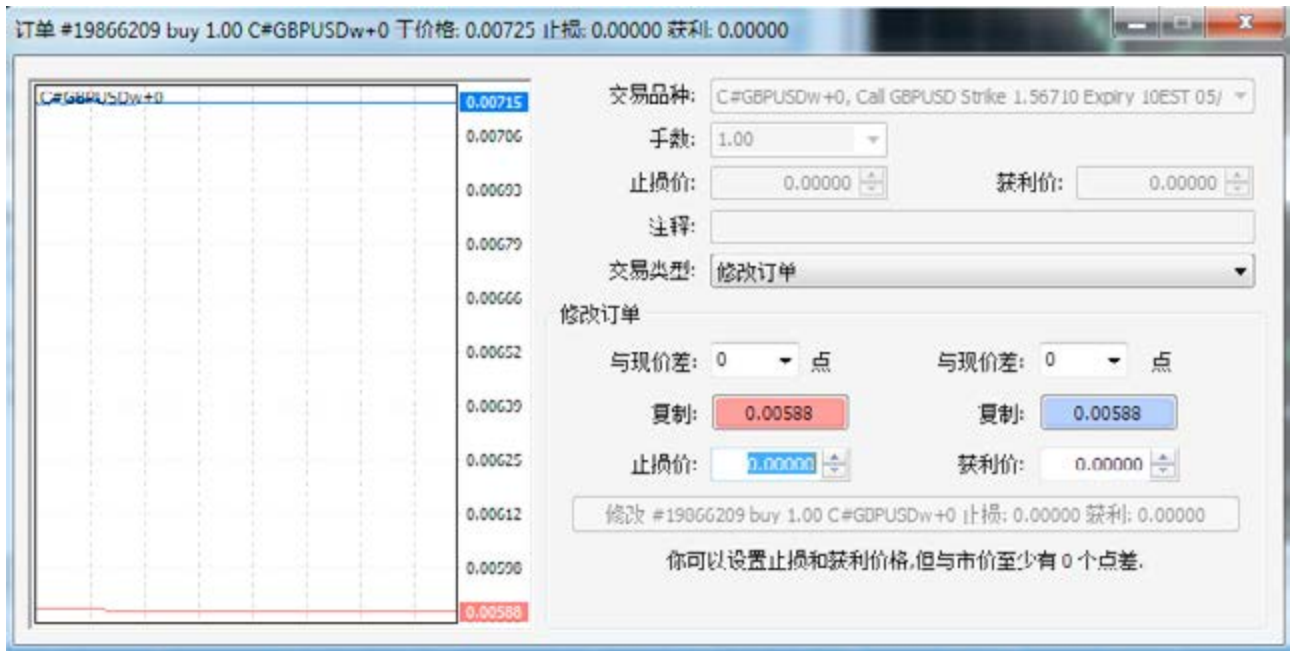 订单 #19866209 buy 1.00 C#GBPUSDw+0 于价格: 0.00725 止损: 0.00000 获利: 0.00000
C#GBPUSDw+0
0.00715
0.00706
0.00693
0.00679
0.00666
0.00652
0.00639
0.00625
0.00612
0.00598
0.00588
交易品种: C#GBPUSDw+0, Call GBPUSD Strike 1.56710 Expiry 10EST 05/
手数: 1.00
止损价: 0.00000 获利价: 0.00000
注释:
交易类型: 修改订单
修改订单
与现价差: 0 点 与现价差: 0 点
复制: 0.00588 复制: 0.00588
止损价: 0.00000 获利价: 0.00000
修改 #19866209 buy 1.00 C#GBPUSDw+0 止损: 0.00000 获利: 0.00000
你可以设置止损和获利价格,但与市价至少有 0 个点差.